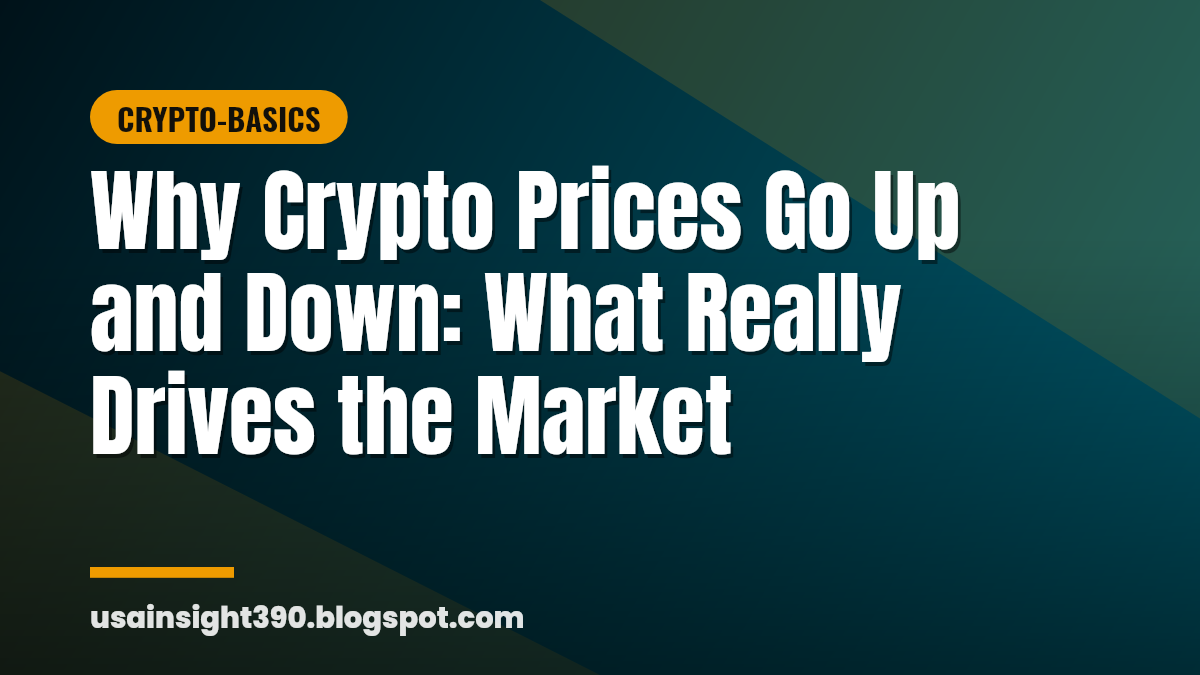 CRYPTO-BASICS
Why Crypto Prices Go Up
and Down: What Really
Drives the Market
usainsight390.blogspot.com